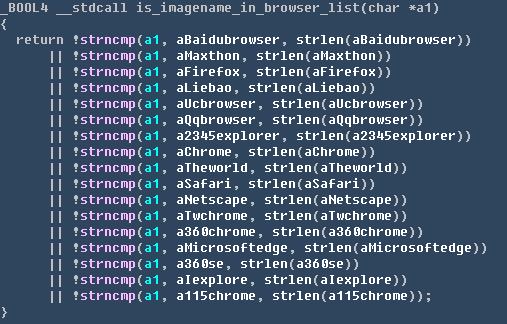 _BOOL4 __stdcall is_imagename_in_browser_list(char *a1)
{
return !strncmp(a1, aBaidubrowser, strlen(aBaidubrowser))
|| !strncmp(a1, aMaxthon, strlen(aMaxthon))
|| !strncmp(a1, aFirefox, strlen(aFirefox))
|| !strncmp(a1, aLiebao, strlen(aLiebao))
|| !strncmp(a1, aUcbrowser, strlen(aUcbrowser))
|| !strncmp(a1, aQqbrowser, strlen(aQqbrowser))
|| !strncmp(a1, a2345explorer, strlen(a2345explorer))
|| !strncmp(a1, aChrome, strlen(aChrome))
|| !strncmp(a1, aTheworld, strlen(aTheworld))
|| !strncmp(a1, aSafari, strlen(aSafari))
|| !strncmp(a1, aNetscape, strlen(aNetscape))
|| !strncmp(a1, aTwchrome, strlen(aTwchrome))
|| !strncmp(a1, a360chrome, strlen(a360chrome))
|| !strncmp(a1, aMicrosoftedge, strlen(aMicrosoftedge))
|| !strncmp(a1, a360se, strlen(a360se))
|| !strncmp(a1, aIexplore, strlen(aIexplore))
|| !strncmp(a1, a115chrome, strlen(a115chrome));
}